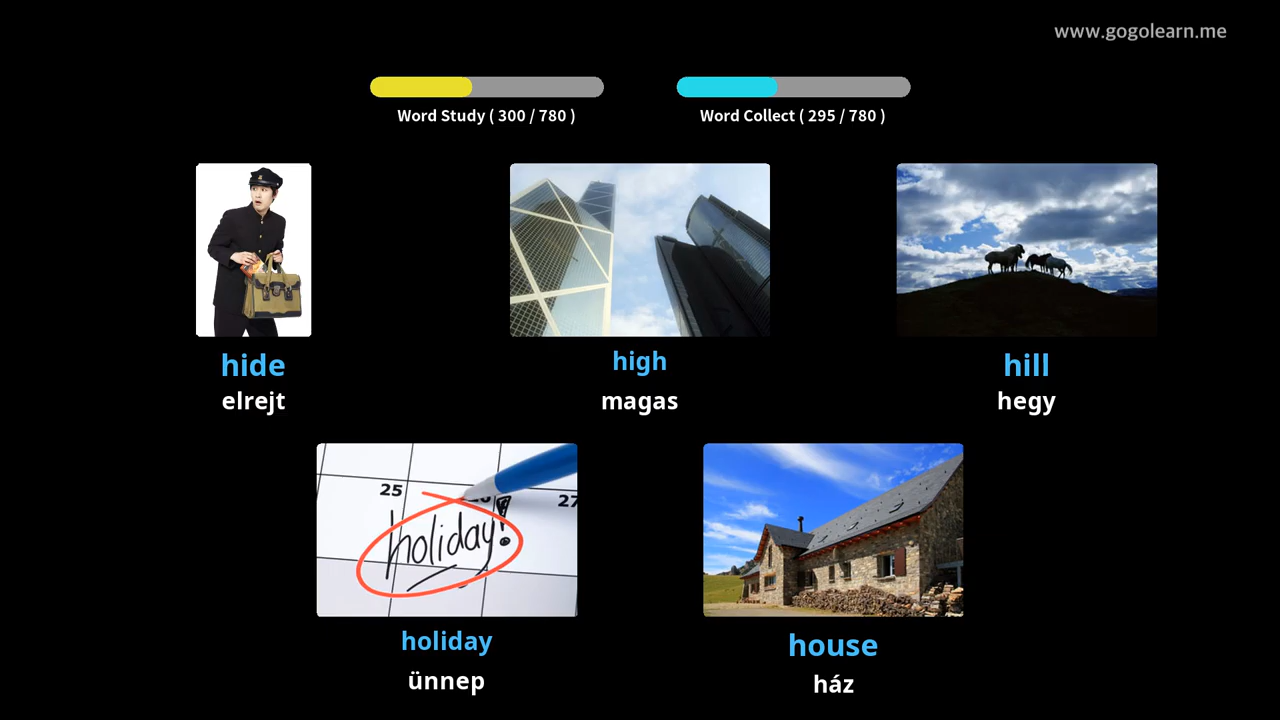 www.gogolearn.me
Word Study ( 300 / 780 )
Word Collect ( 295 / 780 )
hide
elrejt
high
magas
hill
hegy
25
27
holiday!
holiday
ünnep
house
ház